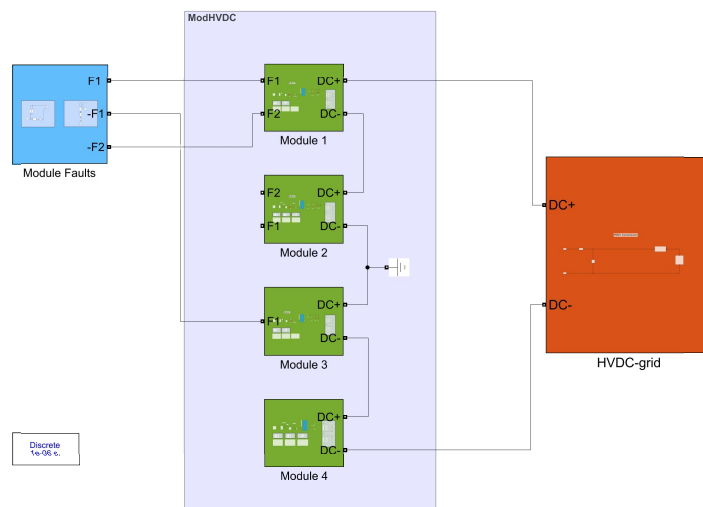 ModHVDC
F1
-F1
-F2
Module Faults
F1 DC+
F2 DC-
Module 1
F2 DC+
F1 DC-
Module 2
DC+
F1
DC-
Module 3
DC+
DC-
Module 4
DC+
DC-
HVDC-grid
Discrete
1e-06 s.